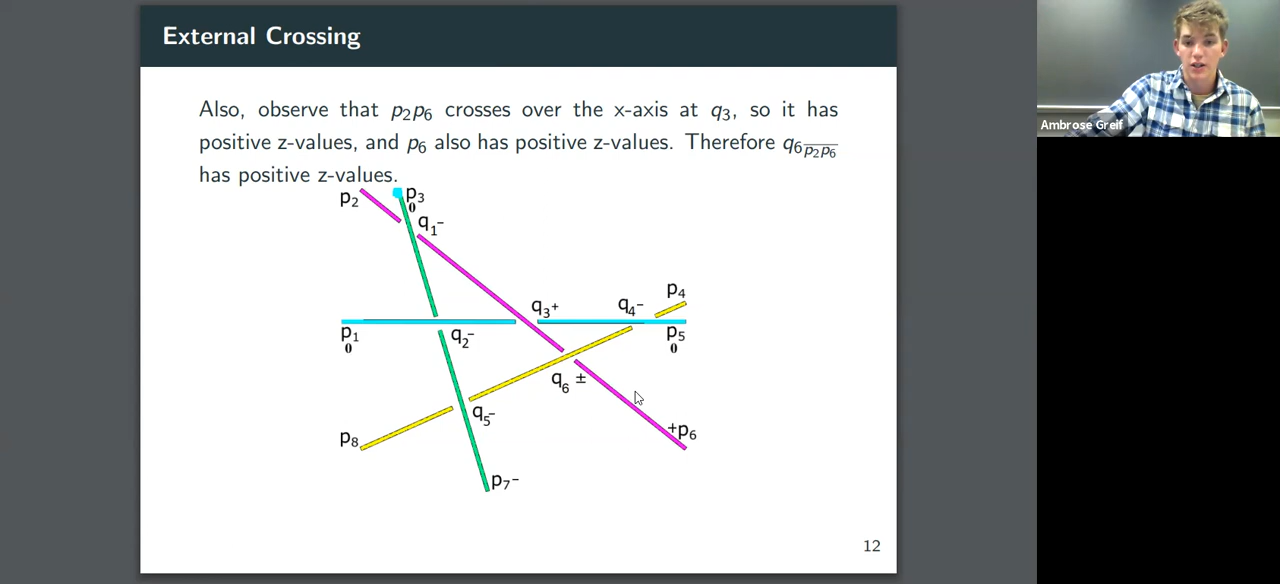 External Crossing
Ambrose Greif
Also, observe that p₂p₆ crosses over the x-axis at q₃, so it has
positive z-values, and p₆ also has positive z-values. Therefore q₆ p₂p₆
has positive z-values.
p₂
p₃
0
q₁-
p₄
q₃+
q₄-
p₁
0
q₂-
p₅
0
q₆ ±
q₅-
+p₆
p₈
p₇-
12